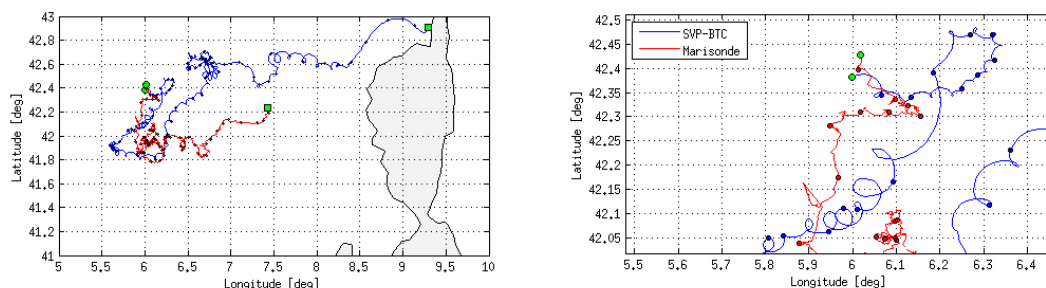 43
42.8
42.6
42.4
42.2
42
41.8
41.6
41.4
41.2
41
Latitude [deg]
5 5.5 6 6.5 7 7.5 8 8.5 9 9.5 10
Longitude [deg]
42.5
42.45
42.4
42.35
42.3
42.25
42.2
42.15
42.1
42.05
Latitude [deg]
SVP-BTC
Marisonde
5.5 5.6 5.7 5.8 5.9 6 6.1 6.2 6.3 6.4
Longitude [deg]